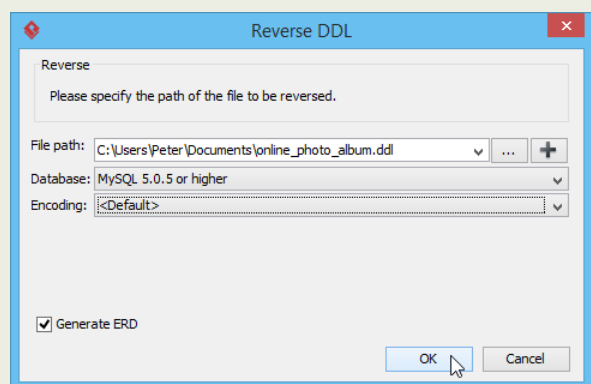 Reverse DDL
Reverse
Please specify the path of the file to be reversed.
File path: C:\Users\Peter\Documents\online_photo_album.ddl ...
Database: MySQL 5.0.5 or higher
Encoding: <Default>
Generate ERD
OK Cancel